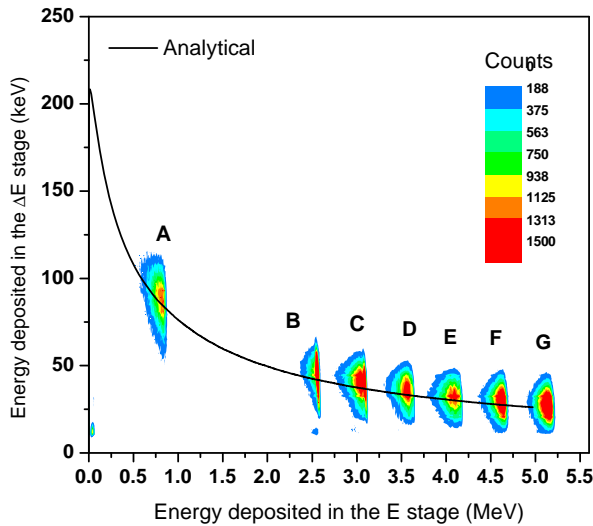 250
200
150
100
50
0
Energy deposited in the ΔE stage (keV)
Analytical
Counts
0
188
375
563
750
938
1125
1313
1500
A
B
C
D
E
F
G
0.0 0.5 1.0 1.5 2.0 2.5 3.0 3.5 4.0 4.5 5.0 5.5
Energy deposited in the E stage (MeV)